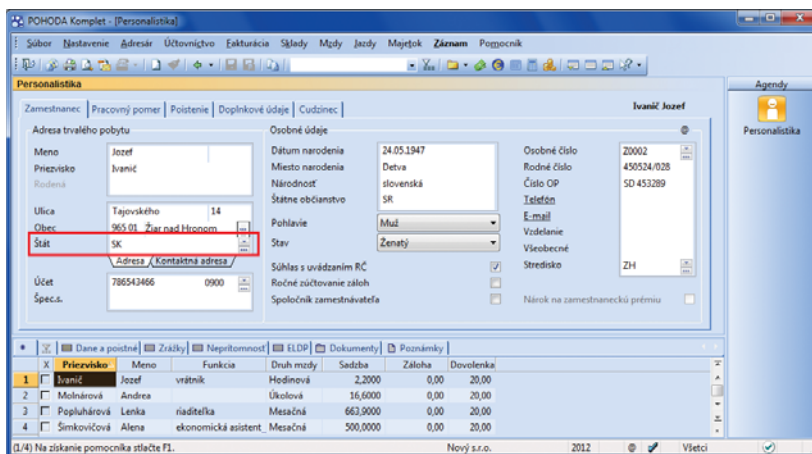 POHODA Komplet - [Personalistika]
Súbor Nastavenie Adresár Účtovníctvo Fakturácia Sklady Mzdy Jazdy Majetok Záznam Pomocník
Personalistika
Agendy
Personalistika
Zamestnanec Pracovný pomer Poistenie Doplnkové údaje Cudzinec Ivanič Jozef
Adresa trvalého pobytu
Meno Jozef
Priezvisko Ivanič
Rodená
Ulica Tajovského 14
Obec 965 01 Žiar nad Hronom
Štát SK
Adresa Kontaktná adresa
Účet 786543466 0900
Špec.s.
Osobné údaje @
Dátum narodenia 24.05.1947
Miesto narodenia Detva
Národnosť slovenská
Štátne občianstvo SR
Pohlavie Muž
Stav Ženatý
Súhlas s uvádzaním RČ
Ročné zúčtovanie záloh
Spoločník zamestnávateľa
Osobné číslo Z0002
Rodné číslo 450524/028
Číslo OP SD 453289
Telefón
E-mail
Vzdelanie
Všeobecné
Stredisko ZH
Nárok na zamestnaneckú prémiu
Dane a poistné Zrážky Neprítomnosť ELDP Dokumenty Poznámky
X Priezvisko Meno Funkcia Druh mzdy Sadzba Záloha Dovolenka
1 Ivanič Jozef vrátnik Hodinová 2,2000 0,00 20,00
2 Molnárová Andrea Úkolová 16,6000 0,00 20,00
3 Popluhárová Lenka riaditeľka Mesačná 663,9000 0,00 20,00
4 Šimkovičová Alena ekonomická asistent Mesačná 500,0000 0,00 20,00
(1/4) Na získanie pomocníka stlačte F1. Nový s.r.o. 2012 @ Všetci